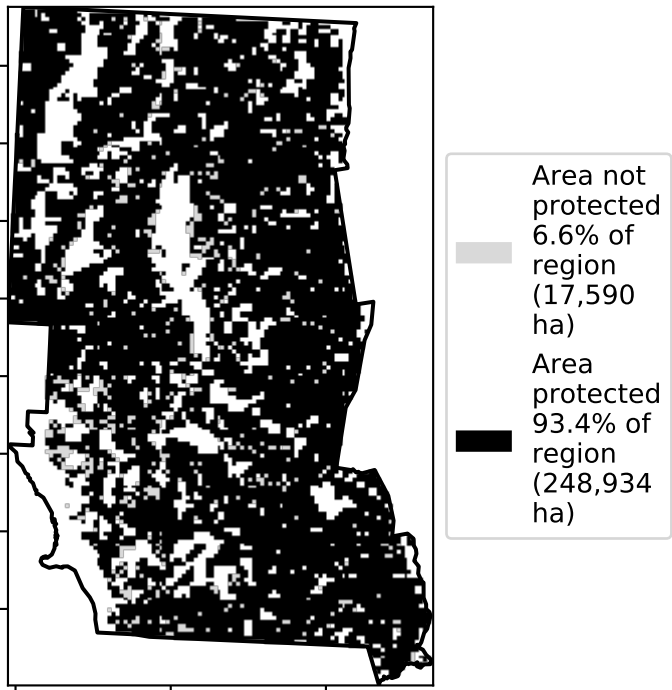 Area not
protected
6.6% of
region
(17,590
ha)
Area
protected
93.4% of
region
(248,934
ha)